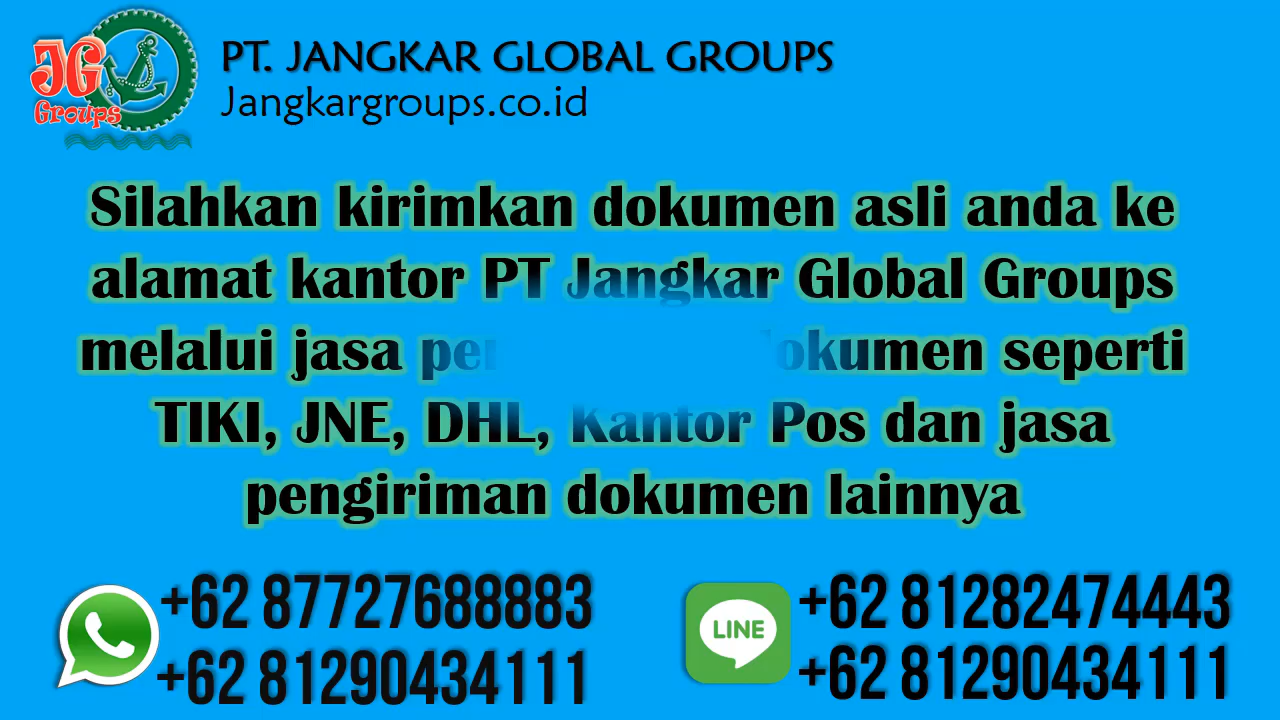 JG
Groups
PT. JANGKAR GLOBAL GROUPS
Jangkargroups.co.id
Silahkan kirimkan dokumen asli anda ke
alamat kantor PT Jangkar Global Groups
melalui jasa dokumen seperti
TIKI, JNE, DHL, Kantor Pos dan jasa
pengiriman dokumen lainnya
+62 87727688883
+62 81290434111
LINE
+62 81282474443
+62 81290434111